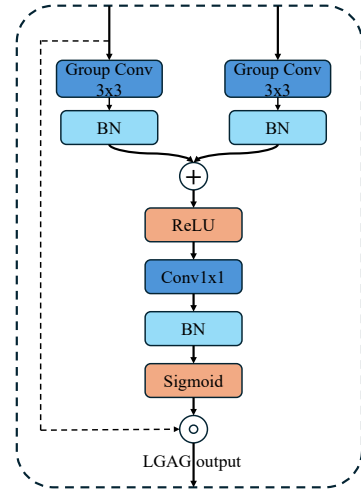 Group Conv
3x3
Group Conv
3x3
BN
BN
+
ReLU
Conv1x1
BN
Sigmoid
LGAG output